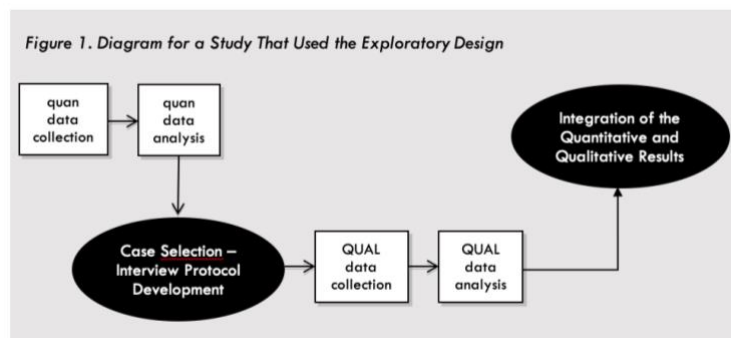 Figure 1. Diagram for a Study That Used the Exploratory Design
quan
data
collection
quan
data
analysis
Case Selection –
Interview Protocol
Development
QUAL
data
collection
QUAL
data
analysis
Integration of the
Quantitative and
Qualitative Results